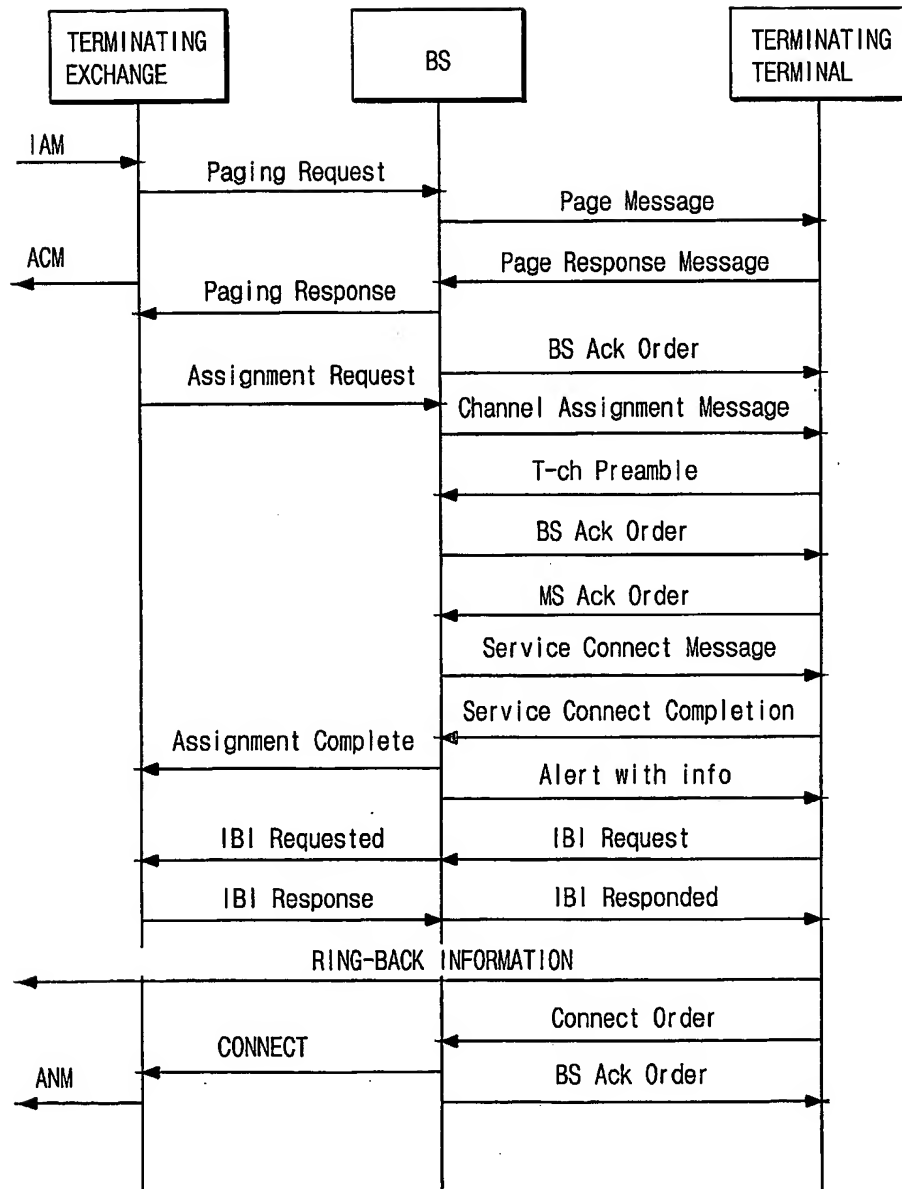 TERMINATING
EXCHANGE
BS
TERMINATING
TERMINAL
IAM
Paging Request
Page Message
ACM
Page Response Message
Paging Response
BS Ack Order
Assignment Request
Channel Assignment Message
T-ch Preamble
BS Ack Order
MS Ack Order
Service Connect Message
Service Connect Completion
Assignment Complete
Alert with info
IBI Requested
IBI Request
IBI Response
IBI Responded
RING-BACK INFORMATION
Connect Order
CONNECT
ANM
BS Ack Order